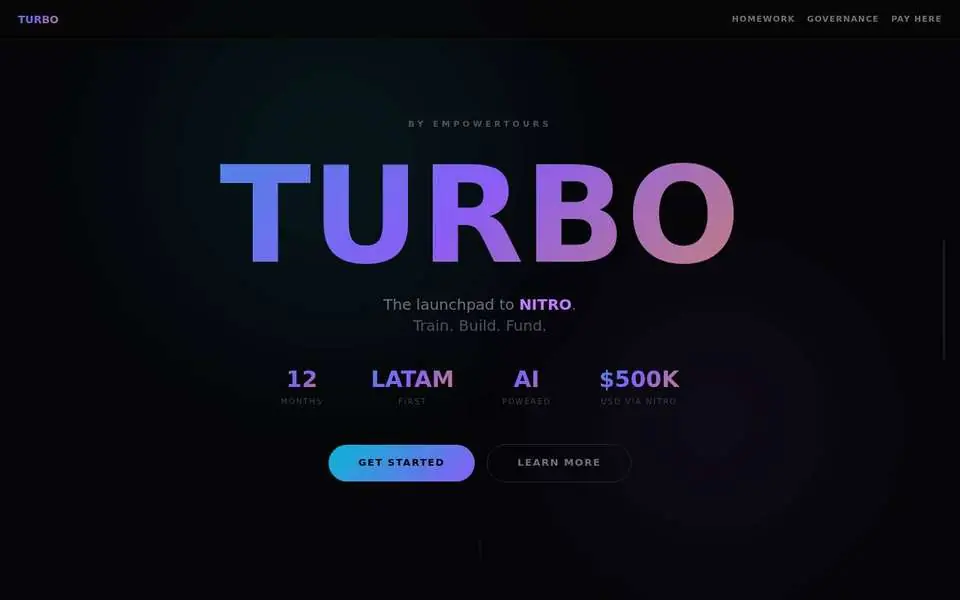 TURBO
HOMEWORK GOVERNANCE PAY HERE
BY EMPOWERTOURS
TURBO
The launchpad to NITRO.
Train. Build. Fund.
12 LATAM AI $500K
MONTHS FIRST POWERED USD VIA NITRO
GET STARTED LEARN MORE